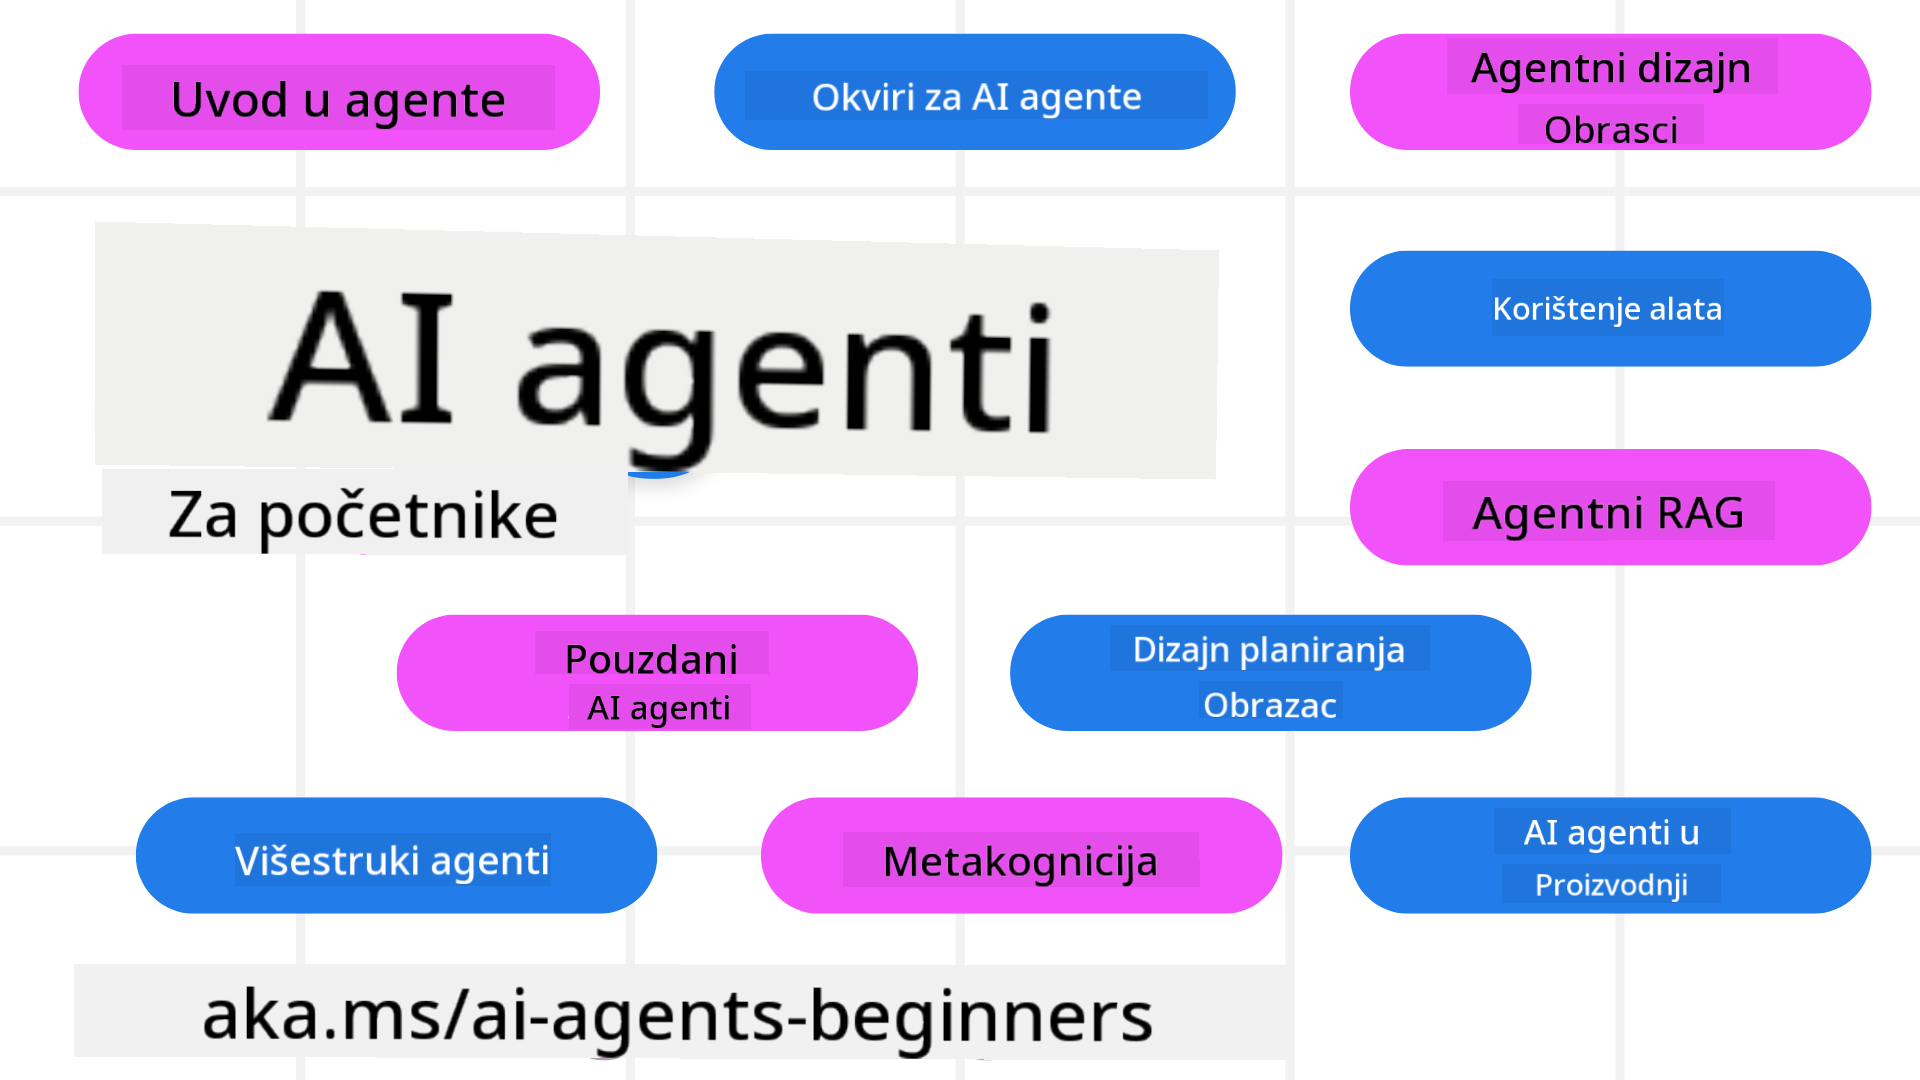 Uvod u agente
Okviri za AI agente
Agentni dizajn
Obrasci
AI agenti
Za početnike
Korištenje alata
Agentni RAG
Pouzdani
AI agenti
Dizajn planiranja
Obrazac
Višestruki agenti
Metakognicija
AI agenti u
Proizvodnji
aka.ms/ai-agents-beginners